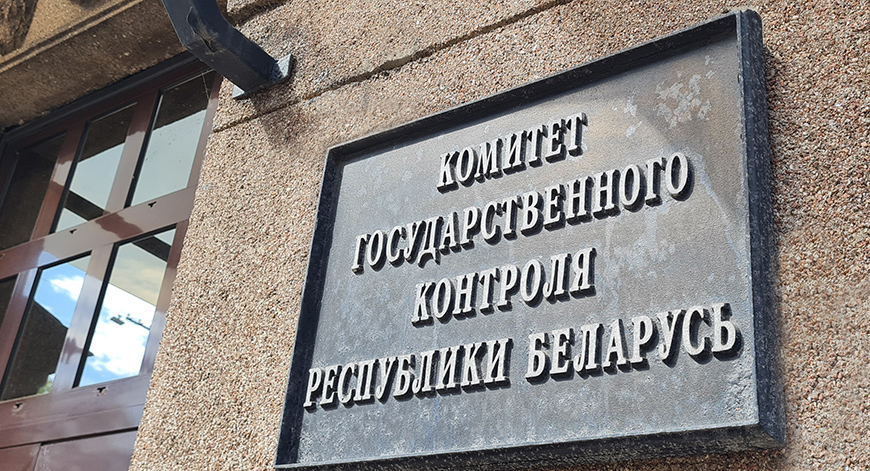 КОМИТЕТ
ГОСУДАРСТВЕННОГО
КОНТРОЛЯ
РЕСПУБЛИКИ БЕЛАРУСЬ